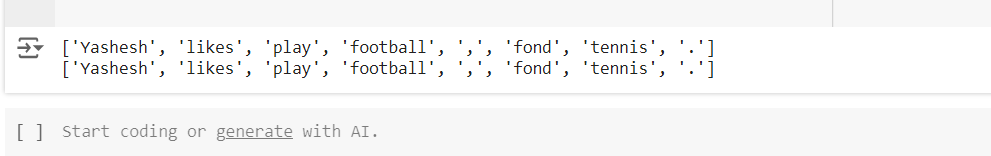 ['Yashesh', 'likes', 'play', 'football', ',', 'fond', 'tennis', '.']
['Yashesh', 'likes', 'play', 'football', ',', 'fond', 'tennis', '.']
[ ] Start coding or generate with AI.